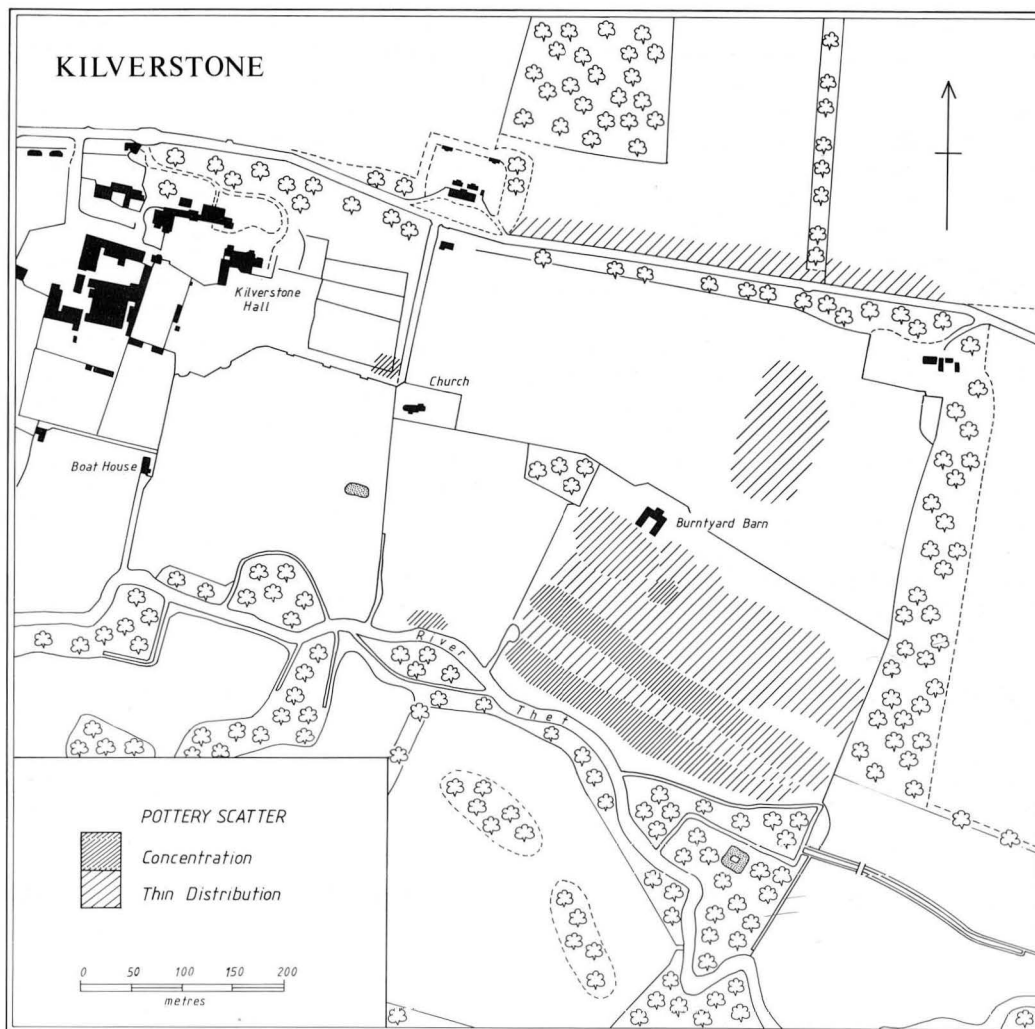 KILVERSTONE
Kilverstone
Hall
Church
Boat House
Burntyard Barn
River
Thet
POTTERY SCATTER
Concentration
Thin Distribution
0 50 100 150 200
metres